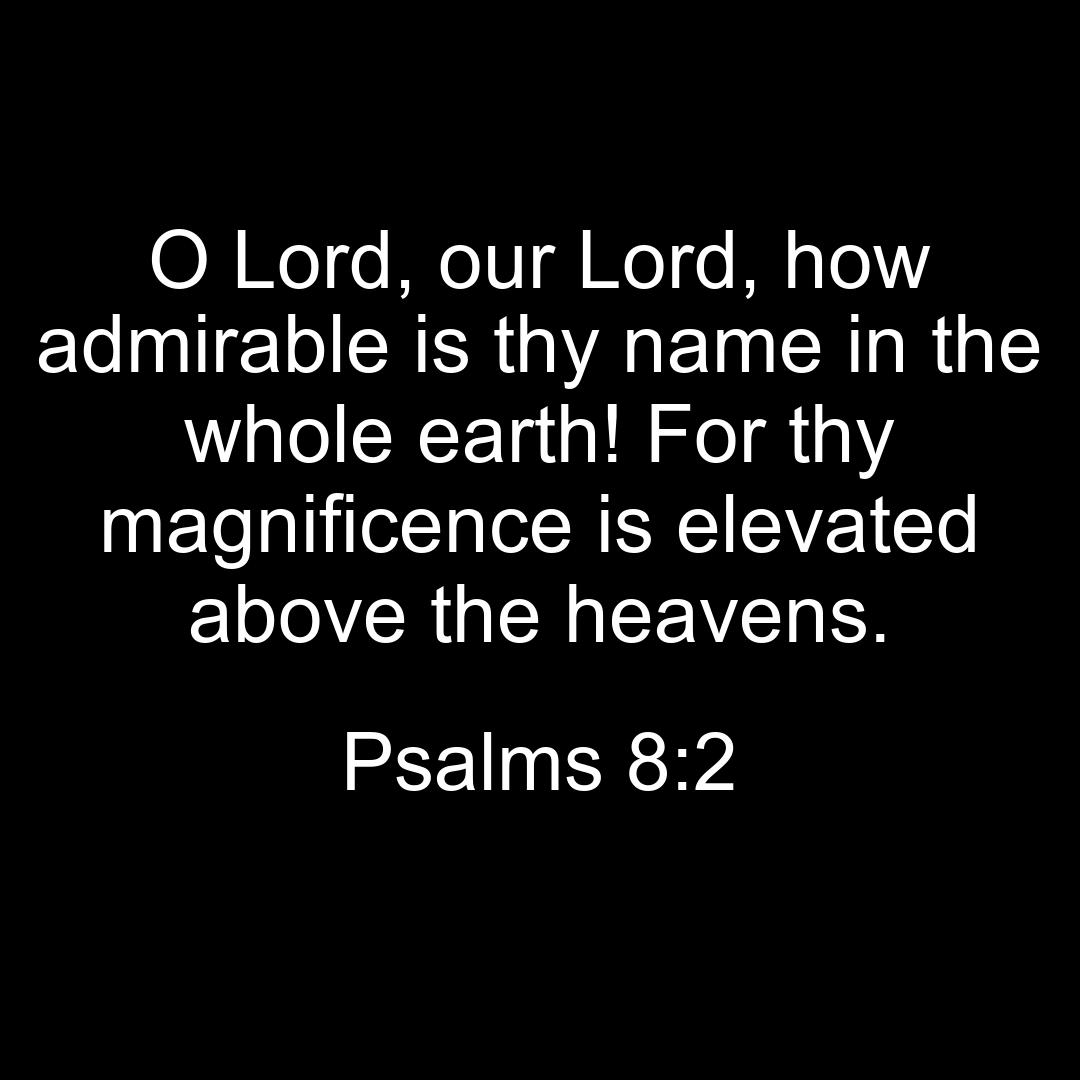 O Lord, our Lord, how
admirable is thy name in the
whole earth! For thy
magnificence is elevated
above the heavens.
Psalms 8:2